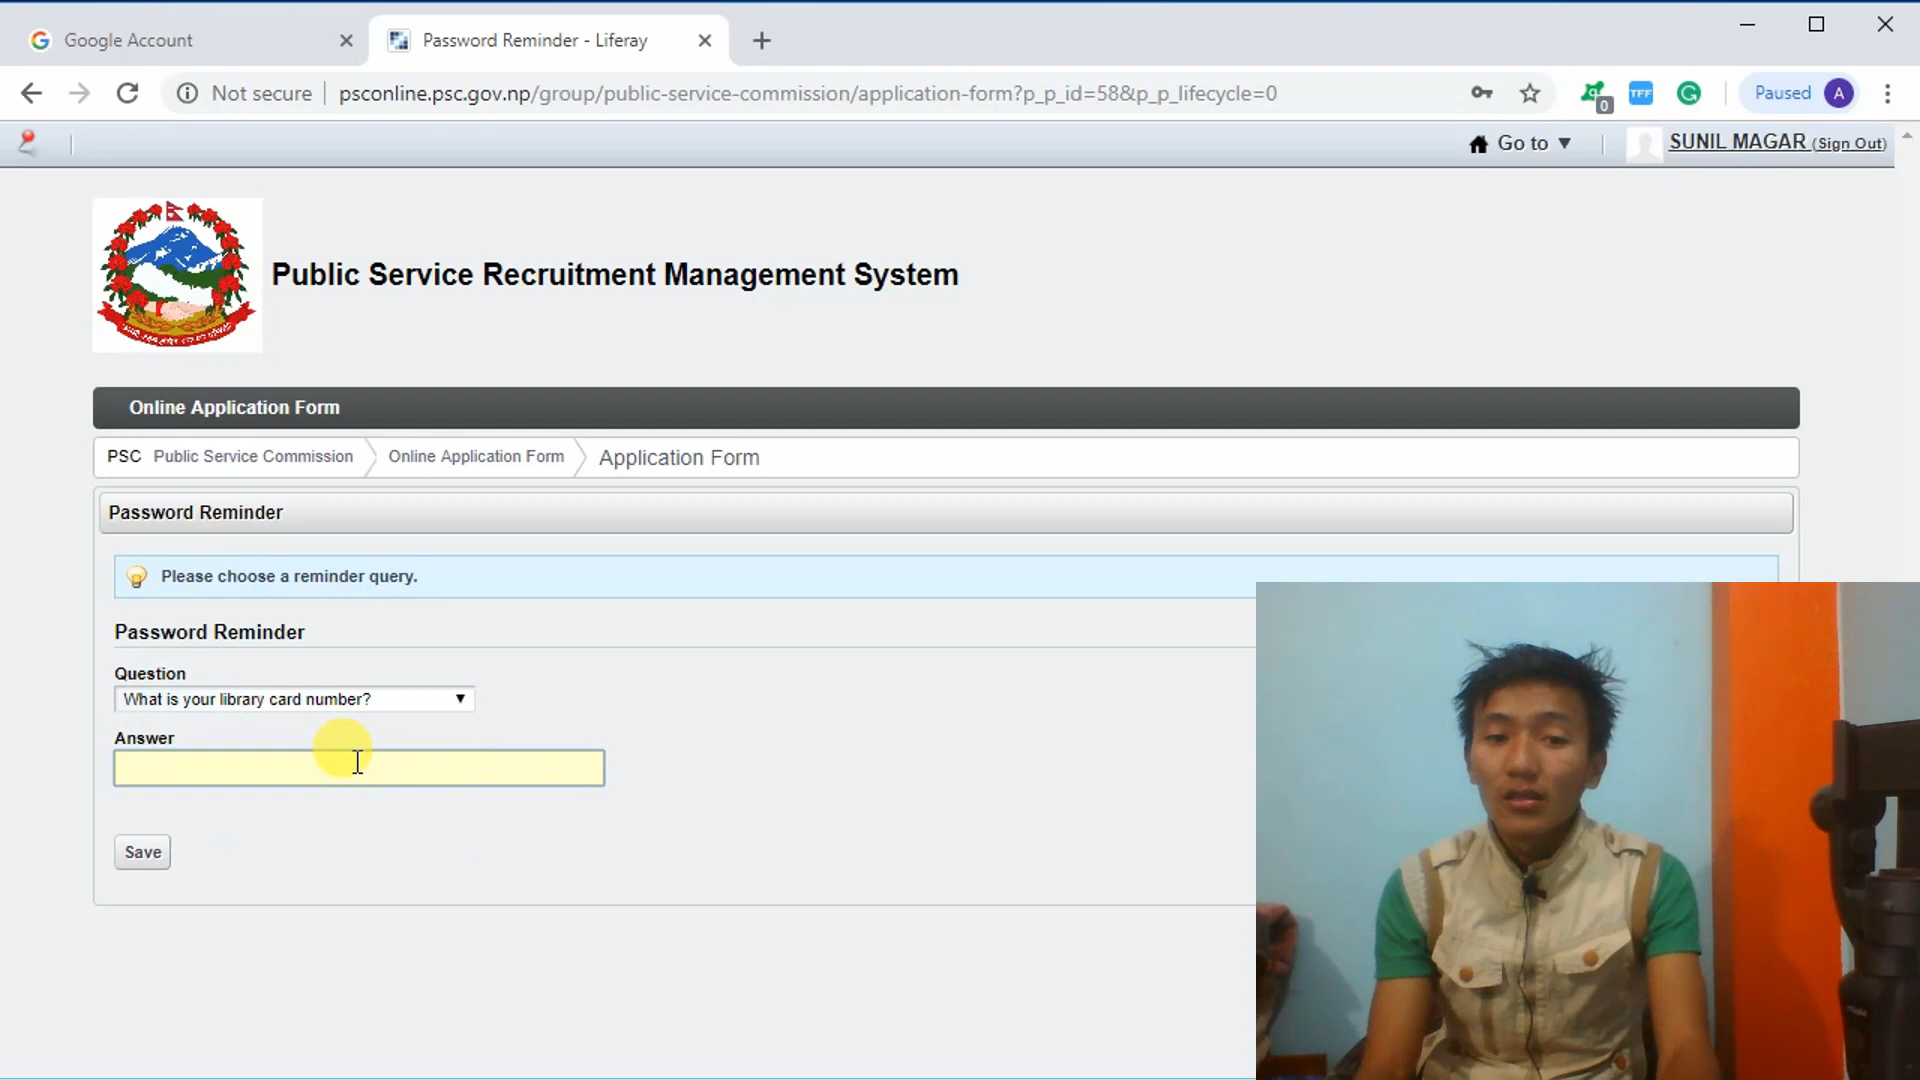 Google Account
Password Reminder - Liferay
Not secure
psconline.psc.gov.np/group/public-service-commission/application-form?p_p_id=58&p_p_lifecycle=0
0
TFF
Paused
A
Go to
SUNIL MAGAR (Sign Out)
Public Service Recruitment Management System
Online Application Form
PSC Public Service Commission
Online Application Form
Application Form
Password Reminder
Please choose a reminder query.
Password Reminder
Question
What is your library card number?
Answer
Save